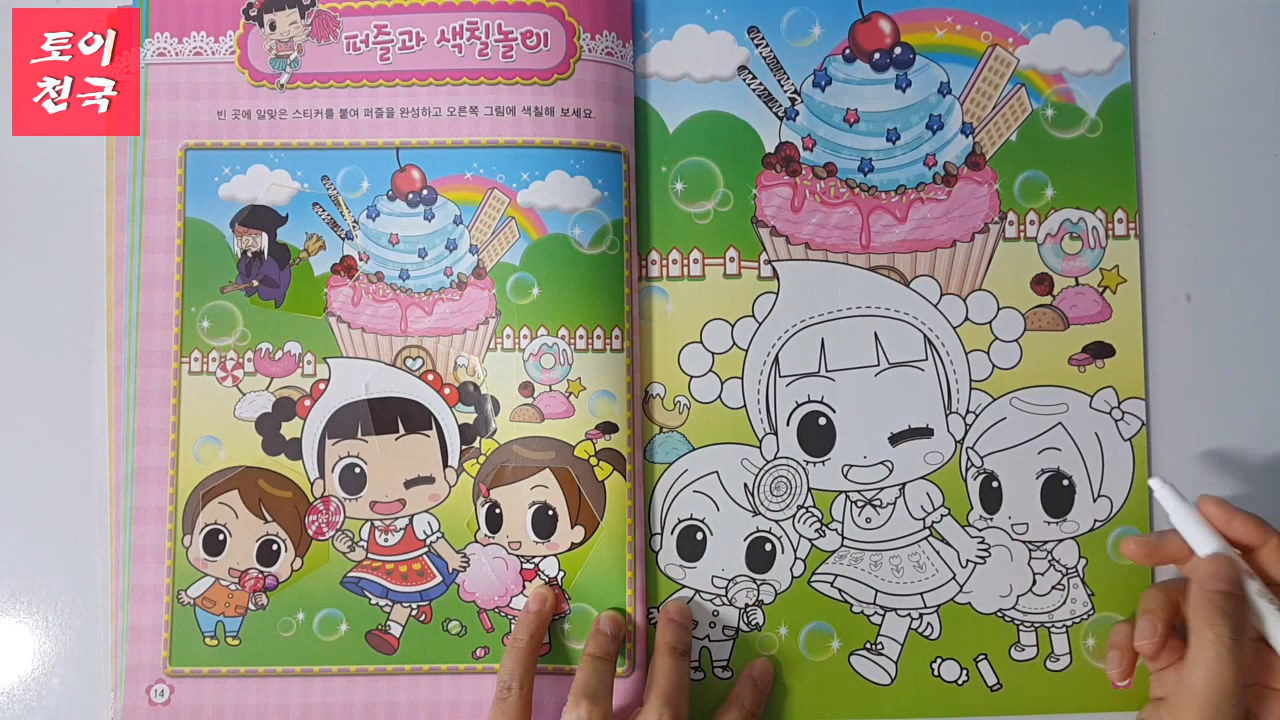 토이
천국
퍼즐과 색칠놀이
빈 곳에 알맞은 스티커를 붙여 퍼즐을 완성하고 오른쪽 그림에 색칠해 보세요.
14